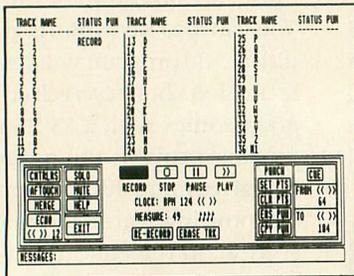 TRACK NAME STATUS PUN TRACK NAME STATUS PUN TRACK NAME STATUS PUN
1 1 RECORD 13 D 25 P
2 2 14 E 26 Q
3 3 15 F 27 R
4 4 16 G 28 S
5 5 17 H 29 T
6 6 18 I 30 U
7 7 19 J 31 V
8 8 20 K 32 W
9 9 21 L 33 X
10 A 22 M 34 Y
11 B 23 N 35 Z
12 C 24 O 36 MI
CNTRLRS SOLO
AFTOUCH MUTE
MERGE HELP
ECHO
<< >> 12 EXIT
RECORD STOP PAUSE PLAY
CLOCK: BPM 124 << >>
MEASURE: 49
RE-RECORD ERASE TRK
PUNCH CUE
SET PTS FROM << >>
CLR PTS 64
ERS PUN TO << >>
CPY PUN 104
MESSAGES: